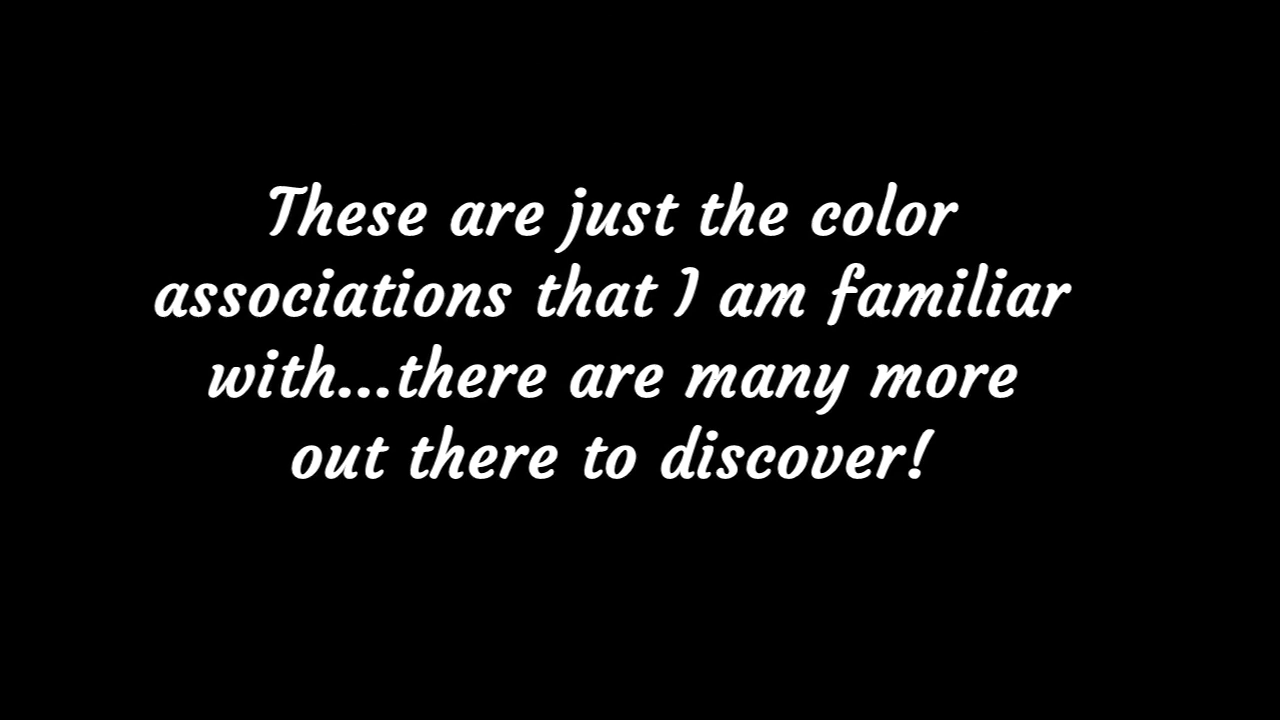 These are just the color
associations that I am familiar
with...there are many more
out there to discover!